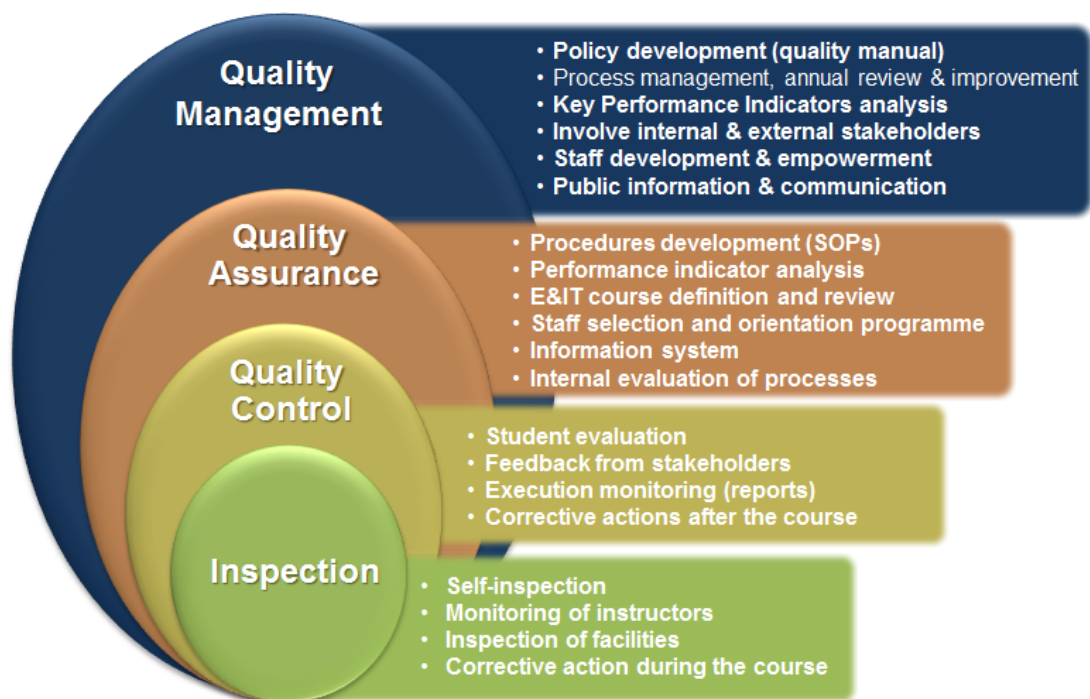 Quality
Management
• Policy development (quality manual)
• Process management, annual review & improvement
• Key Performance Indicators analysis
• Involve internal & external stakeholders
• Staff development & empowerment
• Public information & communication
Quality
Assurance
• Procedures development (SOPs)
• Performance indicator analysis
• E&IT course definition and review
• Staff selection and orientation programme
• Information system
• Internal evaluation of processes
Quality
Control
• Student evaluation
• Feedback from stakeholders
• Execution monitoring (reports)
• Corrective actions after the course
Inspection
• Self-inspection
• Monitoring of instructors
• Inspection of facilities
• Corrective action during the course